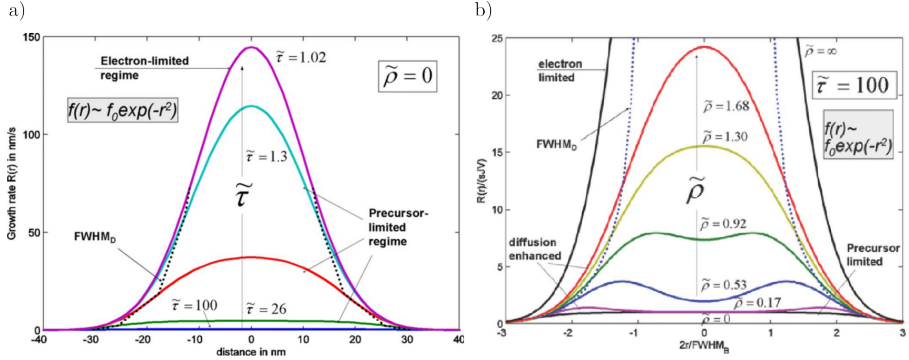 a)
b)
Growth rate R(r) in nm/s
150
100
50
0
-40
-30
-20
-10
0
10
20
30
40
distance in nm
Electron-limited
regime
τ̃ = 1.02
ρ̃ = 0
f(r)~ f₀exp(-r²)
τ̃ = 1.3
τ̃
FWHM_D
Precursor-
limited
regime
τ̃ = 100
τ̃ = 26
R(r)/(sJV)
25
20
15
10
5
0
-3
-2
-1
0
1
2
3
2r/FWHM_B
electron
limited
ρ̃ = ∞
τ̃ = 100
FWHM_D
ρ̃ = 1.68
f(r)~
f₀exp(-r²)
ρ̃ = 1.30
ρ̃
ρ̃ = 0.92
diffusion
enhanced
Precursor
limited
ρ̃ = 0.53
ρ̃ = 0.17
ρ̃ = 0